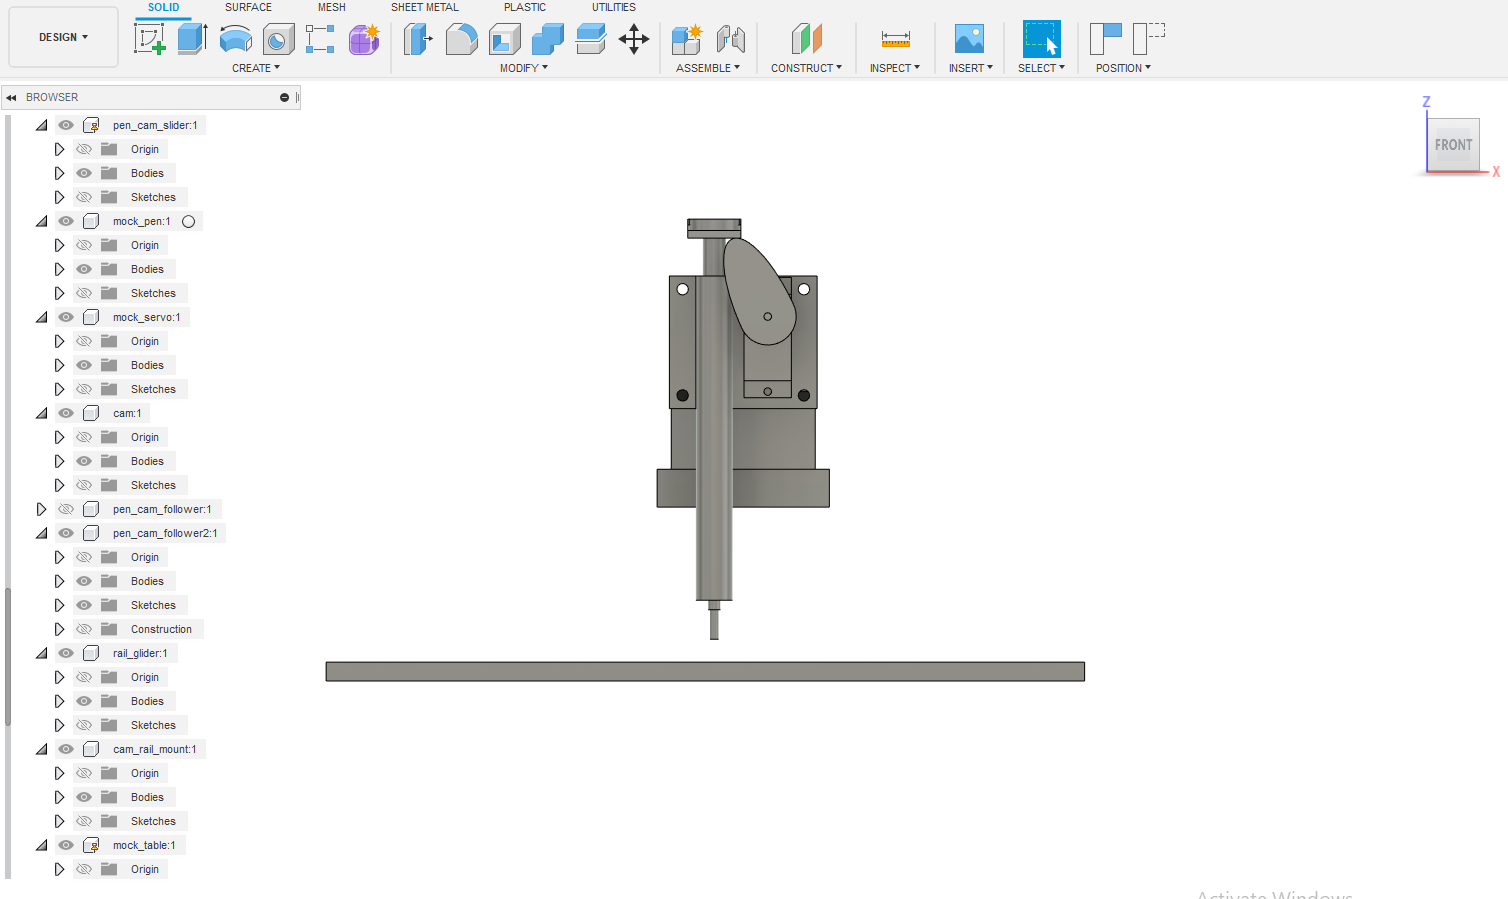 SOLID SURFACE MESH SHEET METAL PLASTIC UTILITIES
DESIGN
CREATE MODIFY ASSEMBLE CONSTRUCT INSPECT INSERT SELECT POSITION
BROWSER
pen_cam_slider:1
Origin
Bodies
Sketches
mock_pen:1
Origin
Bodies
Sketches
mock_servo:1
Origin
Bodies
Sketches
cam:1
Origin
Bodies
Sketches
pen_cam_follower:1
pen_cam_follower2:1
Origin
Bodies
Sketches
Construction
rail_glider:1
Origin
Bodies
Sketches
cam_rail_mount:1
Origin
Bodies
Sketches
mock_table:1
Origin
Z
FRONT
X
Activate Windows